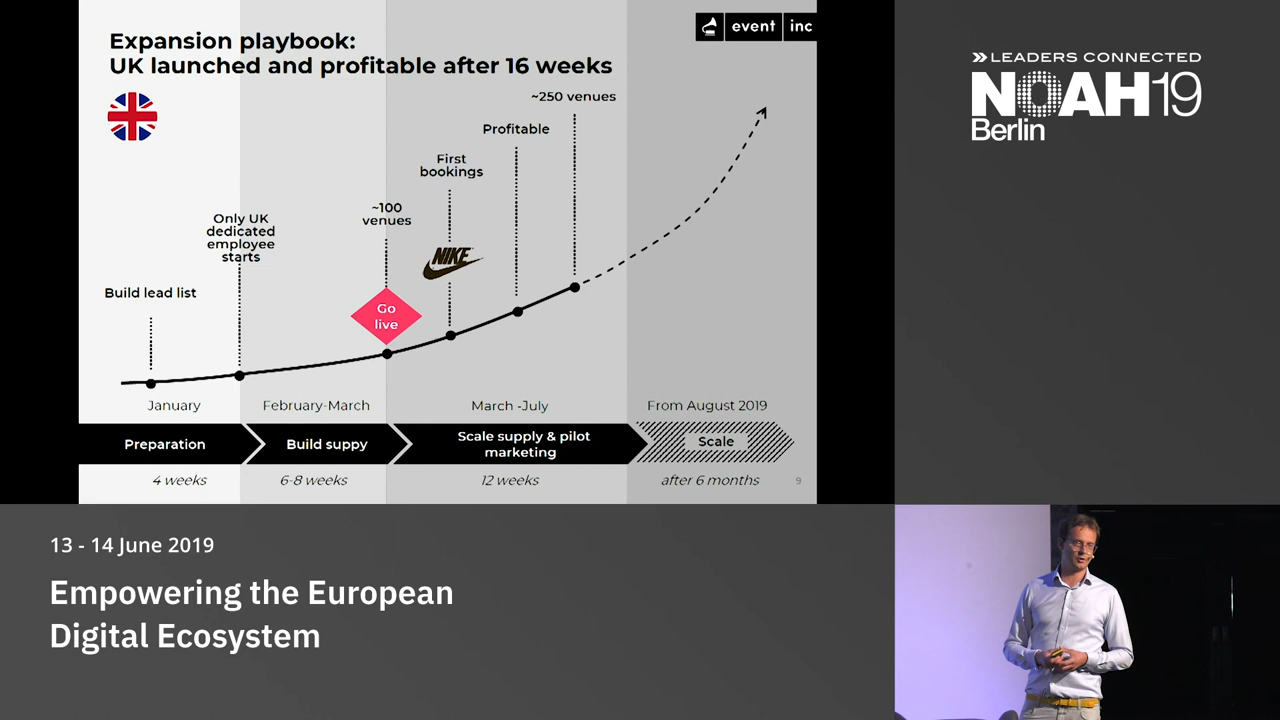 Expansion playbook:
UK launched and profitable after 16 weeks
event inc
~250 venues
Profitable
First
bookings
~100
venues
Only UK
dedicated
employee
starts
Build lead list
NIKE
Go
live
January
February-March
March -July
From August 2019
Preparation
Build suppy
Scale supply & pilot
marketing
Scale
4 weeks
6-8 weeks
12 weeks
after 6 months
9
LEADERS CONNECTED
NOAH19
Berlin
13 - 14 June 2019
Empowering the European
Digital Ecosystem